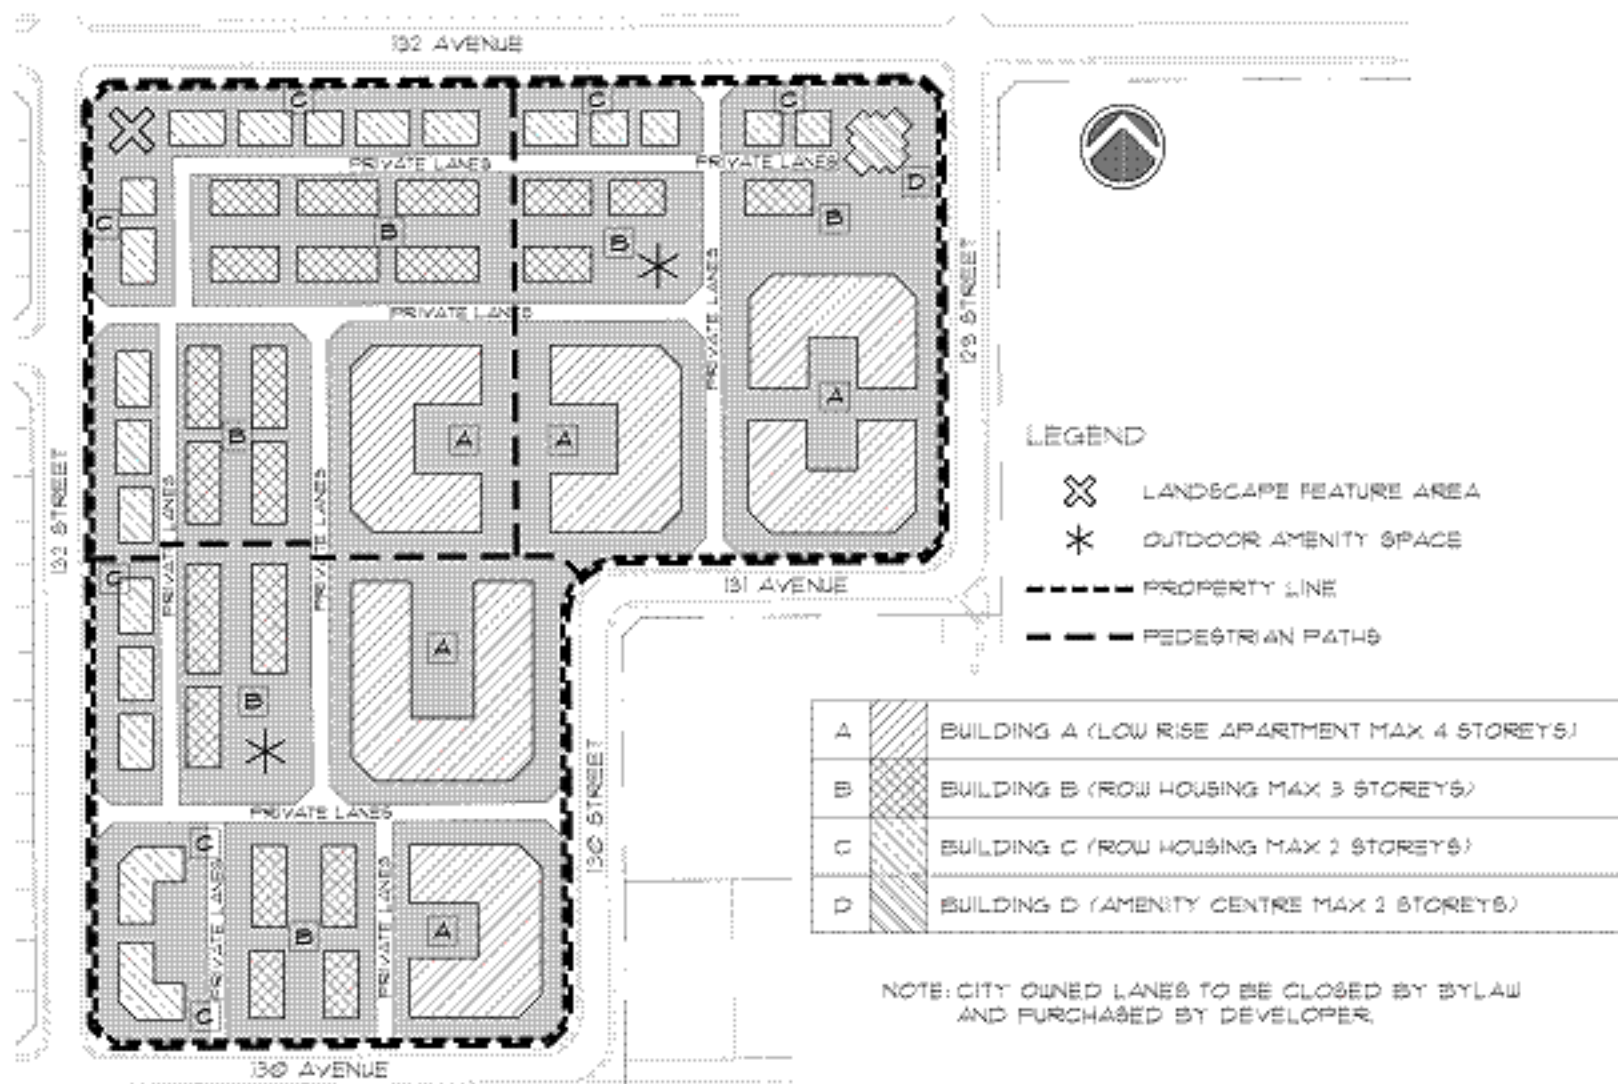 132 AVENUE
C
C
C
PRIVATE LANES
PRIVATE LANES
D
C
B
B
B
PRIVATE LANES
PRIVATE LANES
129 STREET
A
B
A
A
LEGEND
LANDSCAPE FEATURE AREA
OUTDOOR AMENITY SPACE
PROPERTY LINE
PEDESTRIAN PATHS
132 STREET
PRIVATE LANES
PRIVATE LANES
C
131 AVENUE
A
B
130 STREET
PRIVATE LANES
A BUILDING A (LOW RISE APARTMENT MAX 4 STOREYS)
B BUILDING B (ROW HOUSING MAX 3 STOREYS)
C BUILDING C (ROW HOUSING MAX 2 STOREYS)
D BUILDING D (AMENITY CENTRE MAX 2 STOREYS)
C
PRIVATE LANES
PRIVATE LANES
B
A
C
NOTE: CITY OWNED LANES TO BE CLOSED BY BYLAW
AND PURCHASED BY DEVELOPER.
130 AVENUE